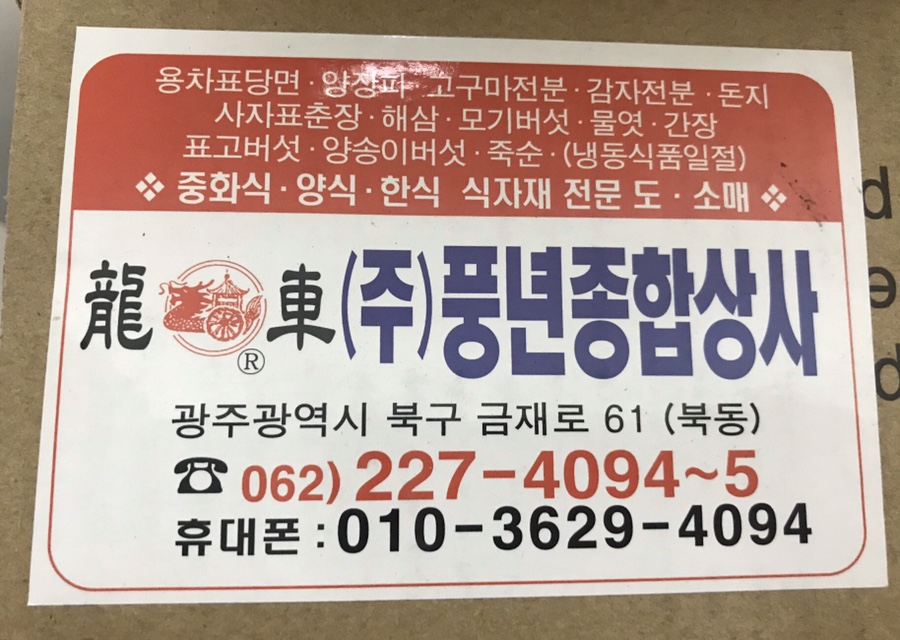 용차표당면 · 양장피 · 고구마전분 · 감자전분 · 돈지
사자표춘장 · 해삼 · 모기버섯 · 물엿 · 간장
표고버섯 · 양송이버섯 · 죽순 · (냉동식품일절)
❖ 중화식 · 양식 · 한식 식자재 전문 도 · 소매 ❖
龍 ® 車 (주)풍년종합상사
광주광역시 북구 금재로 61 (북동)
☎ 062) 227-4094~5
휴대폰 : 010-3629-4094
d
e
d